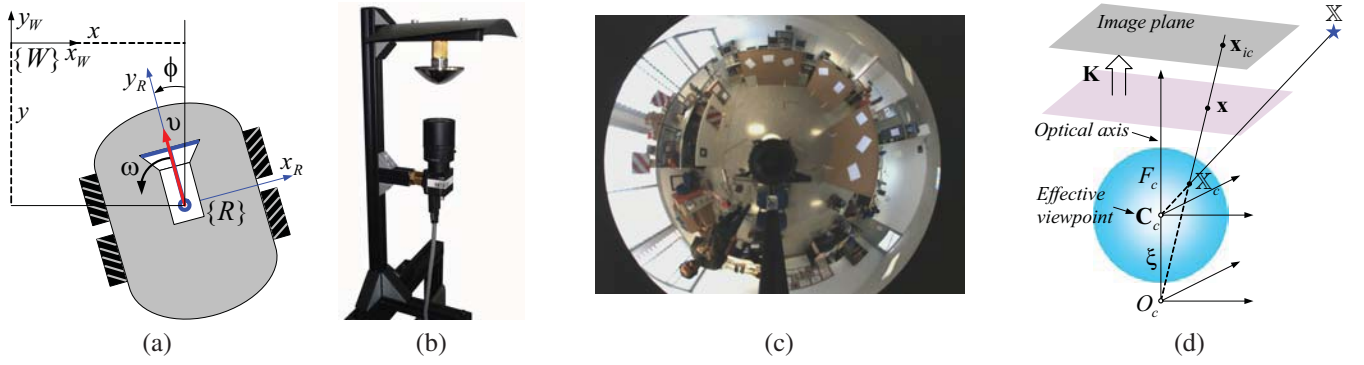 y_W
x
{W} x_W
y_R
ϕ
y
υ
ω
x_R
{R}
(a)
(b)
(c)
Image plane
𝕏
x_ic
K
x
Optical axis
F_c
𝕏_c
Effective
viewpoint
C_c
ξ
O_c
(d)